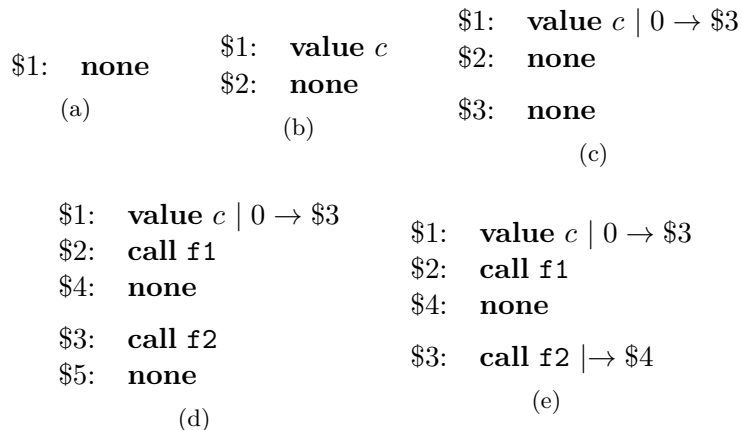 $1: none
(a)
$1: value c
$2: none
(b)
$1: value c | 0 → $3
$2: none
$3: none
(c)
$1: value c | 0 → $3
$2: call f1
$4: none
$3: call f2
$5: none
(d)
$1: value c | 0 → $3
$2: call f1
$4: none
$3: call f2 |→ $4
(e)